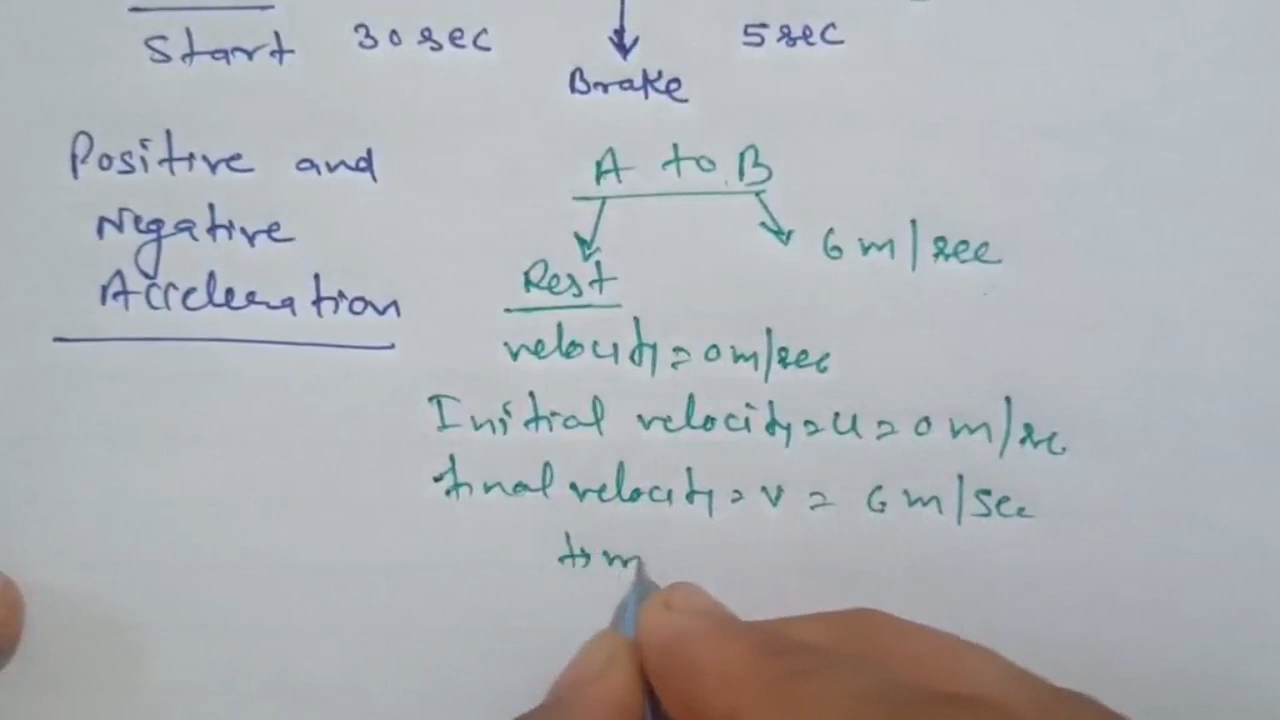 Start 30 sec 5 sec
Brake
Positive and
Negative
Acceleration
A to B
Rest
6 m/sec
velocity = 0 m/sec
Initial velocity = u = 0 m/sec
final velocity = v = 6 m/sec
tim